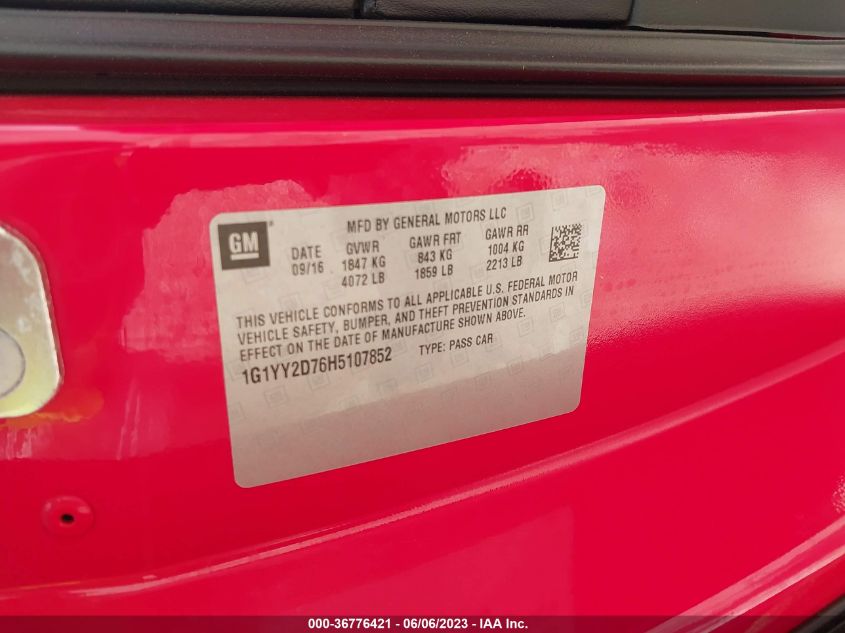 GM
MFD BY GENERAL MOTORS LLC
DATE GVWR GAWR FRT GAWR RR
09/16 1847 KG 843 KG 1004 KG
4072 LB 1859 LB 2213 LB
THIS VEHICLE CONFORMS TO ALL APPLICABLE U.S. FEDERAL MOTOR
VEHICLE SAFETY, BUMPER, AND THEFT PREVENTION STANDARDS IN
EFFECT ON THE DATE OF MANUFACTURE SHOWN ABOVE.
1G1YY2D76H5107852 TYPE: PASS CAR
000-36776421 - 06/06/2023 - IAA Inc.